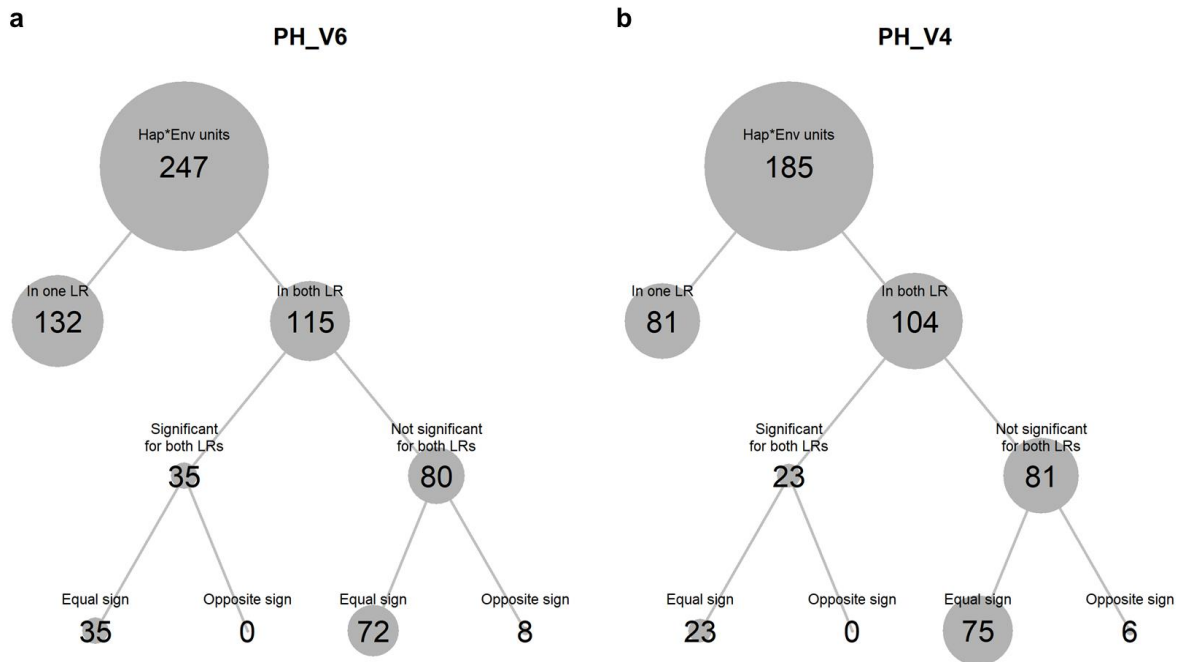 a
PH_V6
Hap*Env units
247
In one LR
132
In both LR
115
Significant
for both LRs
35
Not significant
for both LRs
80
Equal sign
35
Opposite sign
0
Equal sign
72
Opposite sign
8
b
PH_V4
Hap*Env units
185
In one LR
81
In both LR
104
Significant
for both LRs
23
Not significant
for both LRs
81
Equal sign
23
Opposite sign
0
Equal sign
75
Opposite sign
6